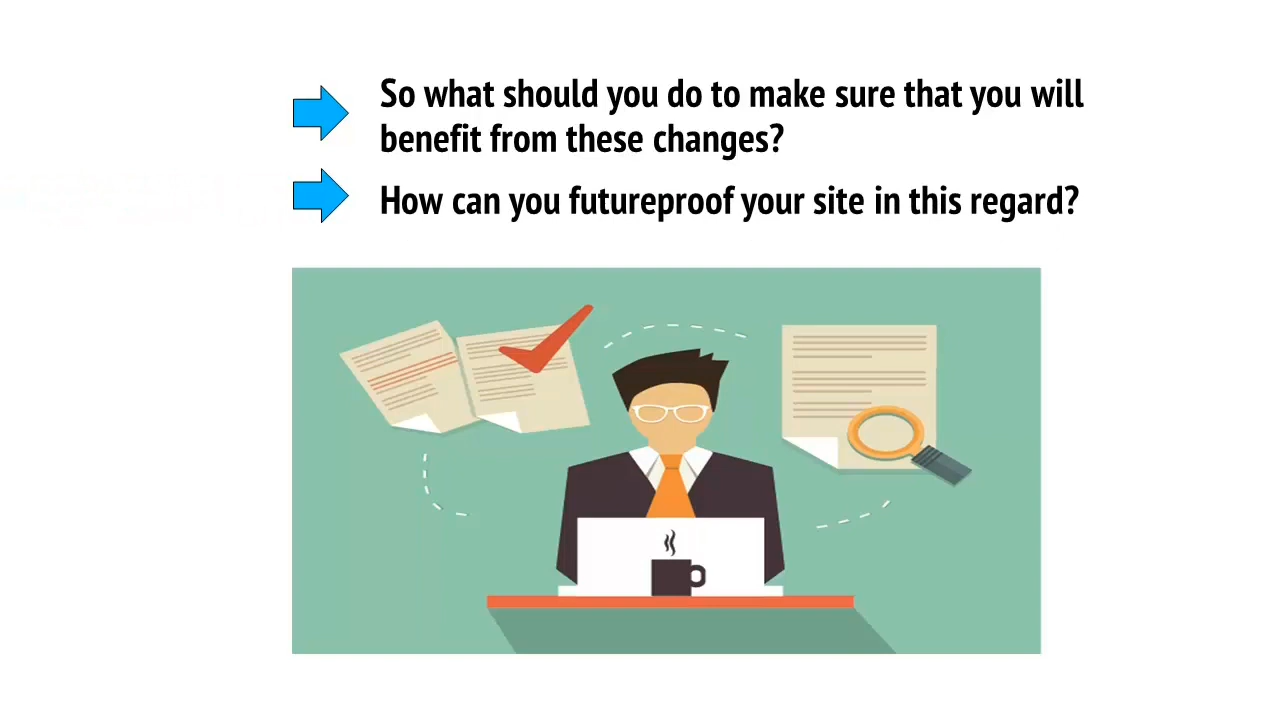 So what should you do to make sure that you will
benefit from these changes?
How can you futureproof your site in this regard?